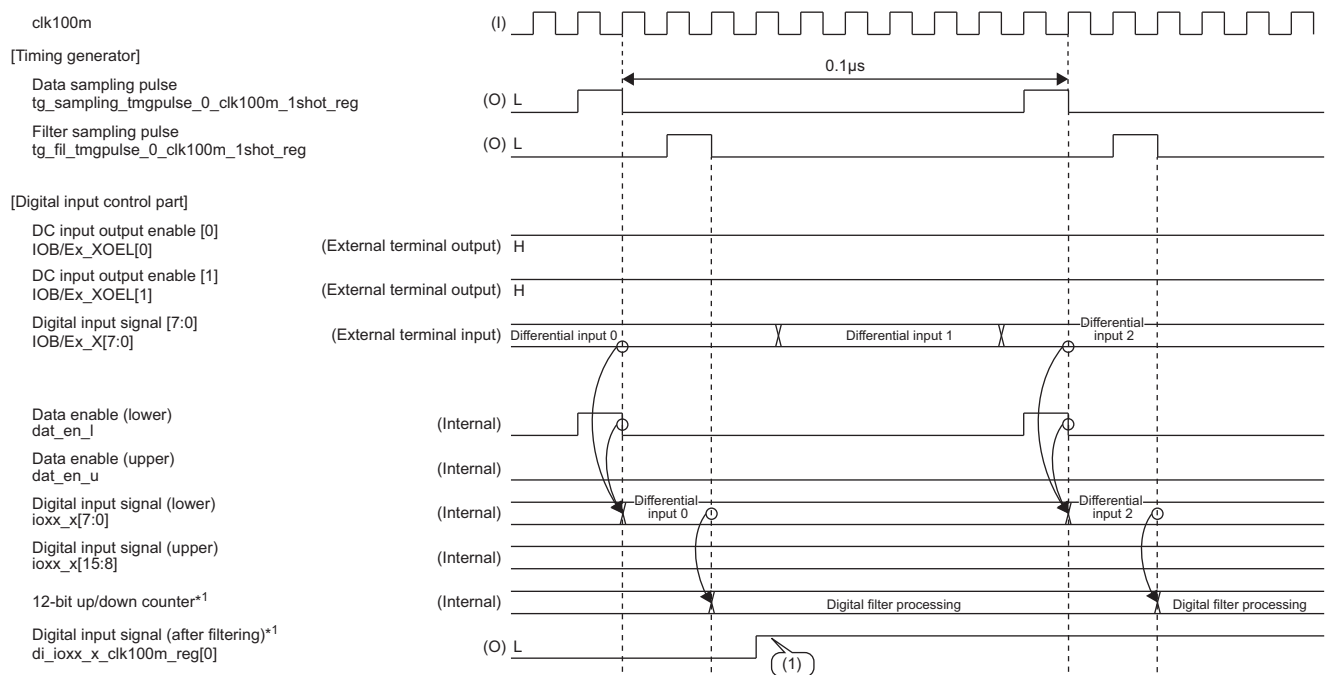 clk100m (I)
[Timing generator]
0.1µs
Data sampling pulse
tg_sampling_tmgpulse_0_clk100m_1shot_reg (O) L
Filter sampling pulse
tg_fil_tmgpulse_0_clk100m_1shot_reg (O) L
[Digital input control part]
DC input output enable [0]
IOB/Ex_XOEL[0] (External terminal output) H
DC input output enable [1]
IOB/Ex_XOEL[1] (External terminal output) H
Digital input signal [7:0]
IOB/Ex_X[7:0] (External terminal input) Differential input 0 Differential input 1 Differential
input 2
Data enable (lower)
dat_en_l (Internal)
Data enable (upper)
dat_en_u (Internal)
Digital input signal (lower)
ioxx_x[7:0] (Internal) Differential
input 0 Differential
input 2
Digital input signal (upper)
ioxx_x[15:8] (Internal)
12-bit up/down counter*1 (Internal) Digital filter processing Digital filter processing
Digital input signal (after filtering)*1
di_ioxx_x_clk100m_reg[0] (O) L
(1)